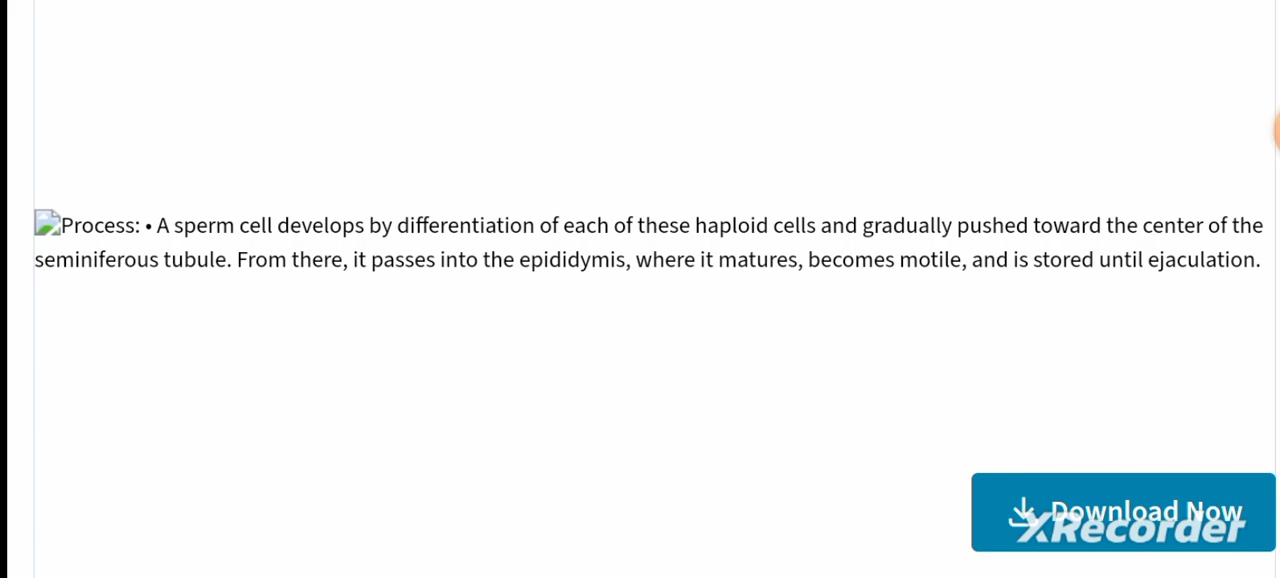 Process: • A sperm cell develops by differentiation of each of these haploid cells and gradually pushed toward the center of the
seminiferous tubule. From there, it passes into the epididymis, where it matures, becomes motile, and is stored until ejaculation.
Download Now
XRecorder